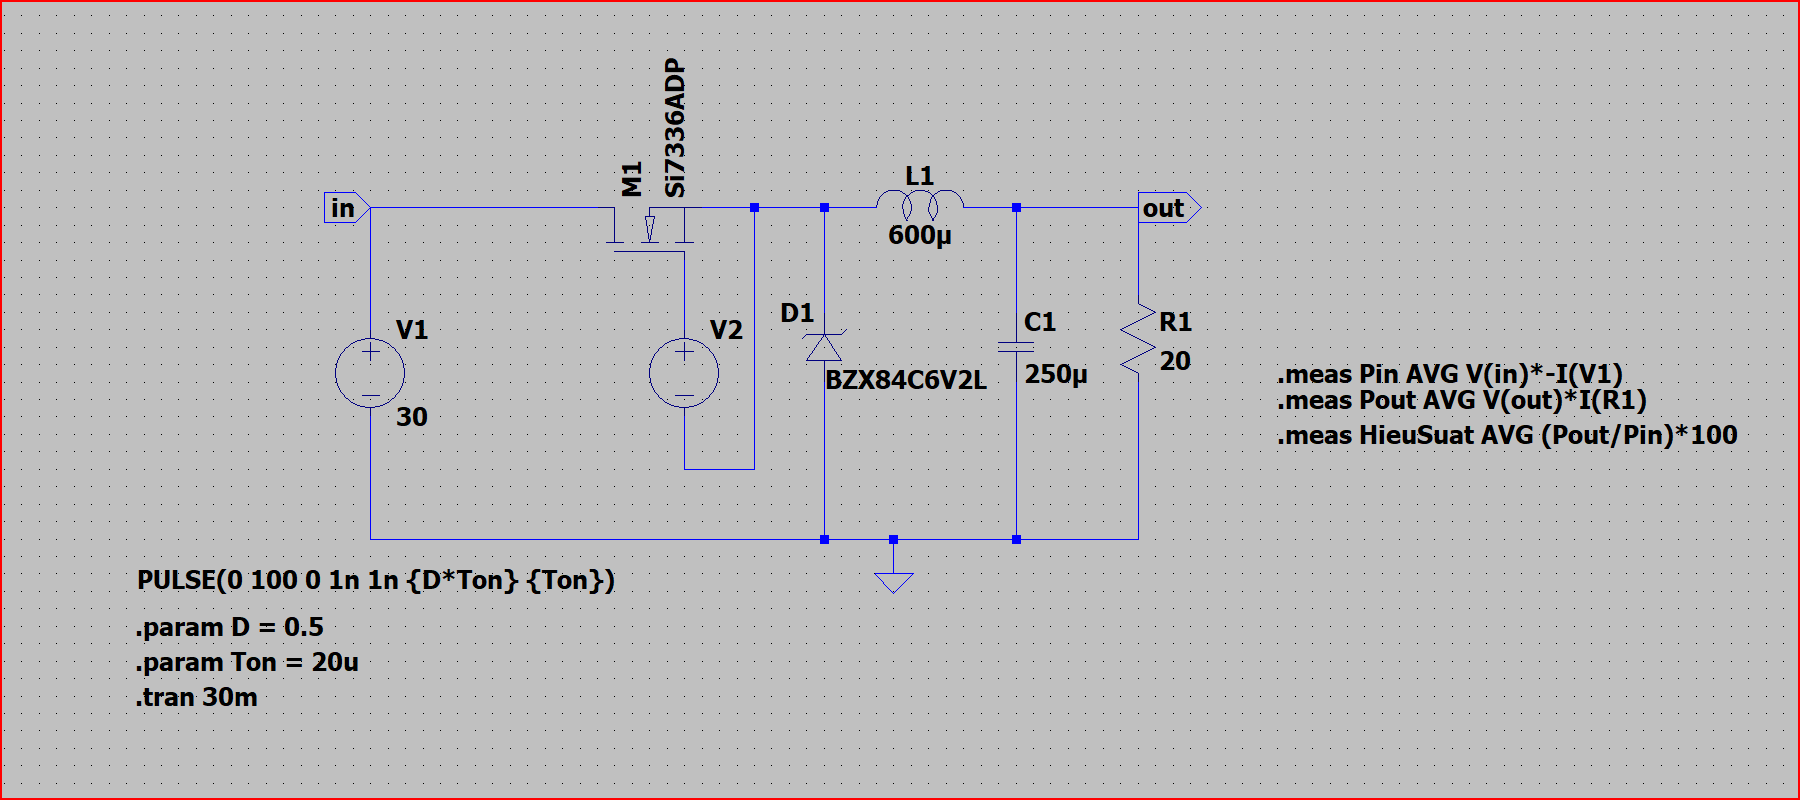 M1
Si7336ADP
in
L1
600µ
out
V1
30
V2
D1
BZX84C6V2L
C1
250µ
R1
20
.meas Pin AVG V(in)*-I(V1)
.meas Pout AVG V(out)*I(R1)
.meas HieuSuat AVG (Pout/Pin)*100
PULSE(0 100 0 1n 1n {D*Ton} {Ton})
.param D = 0.5
.param Ton = 20u
.tran 30m